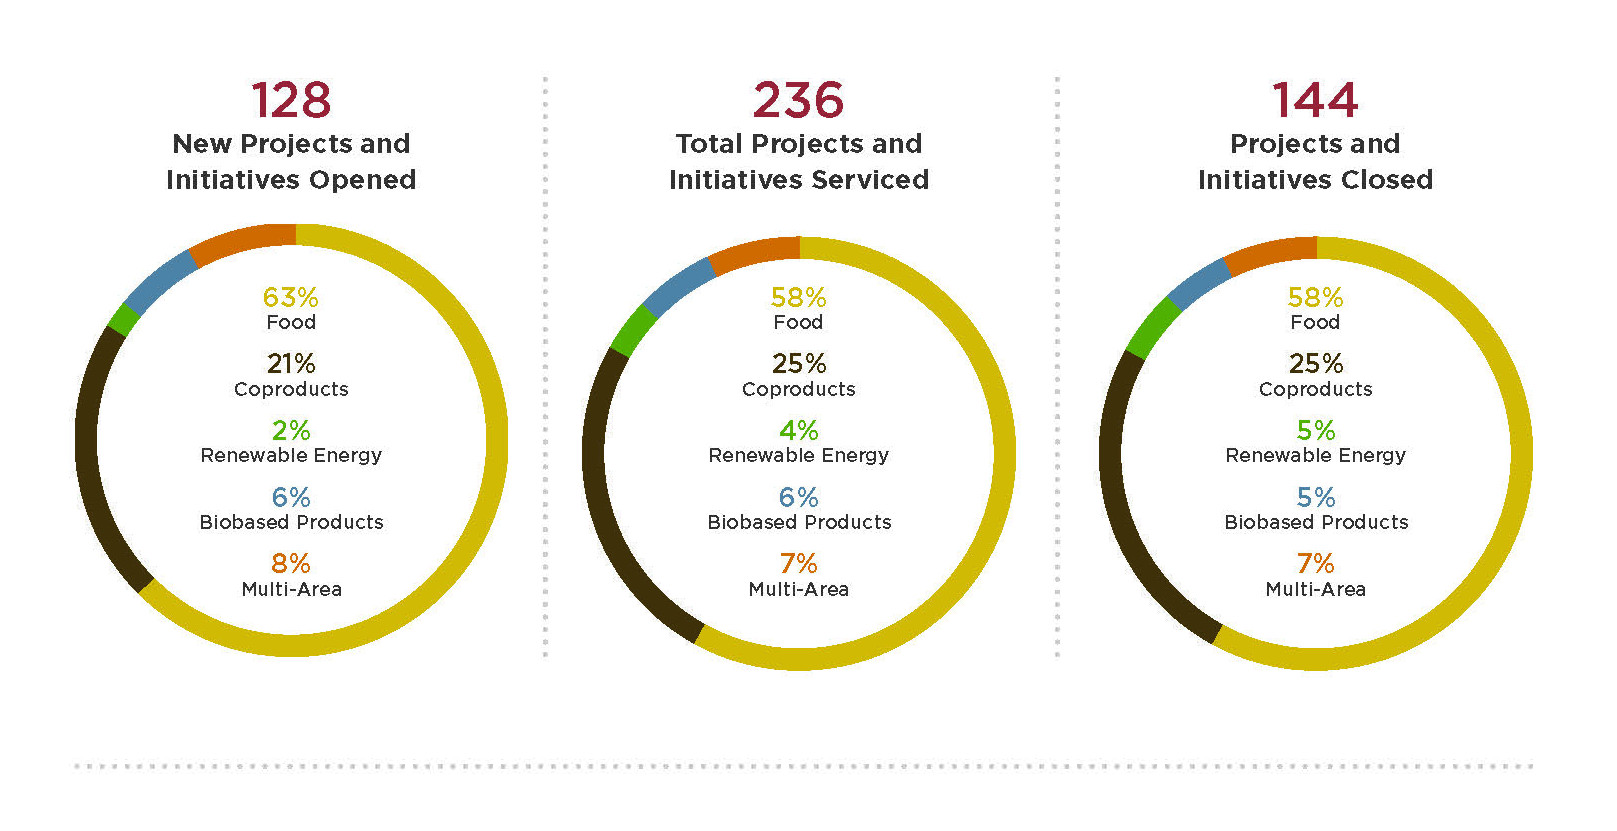 128
New Projects and
Initiatives Opened
63%
Food
21%
Coproducts
2%
Renewable Energy
6%
Biobased Products
8%
Multi-Area
236
Total Projects and
Initiatives Serviced
58%
Food
25%
Coproducts
4%
Renewable Energy
6%
Biobased Products
7%
Multi-Area
144
Projects and
Initiatives Closed
58%
Food
25%
Coproducts
5%
Renewable Energy
5%
Biobased Products
7%
Multi-Area